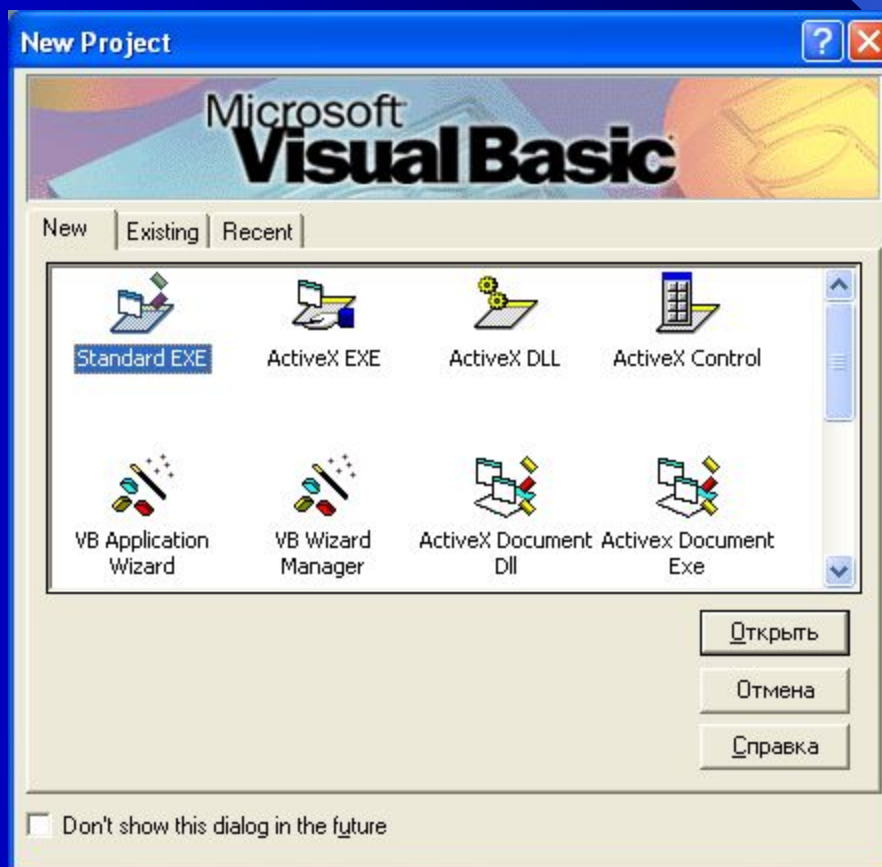 New Project
Microsoft
Visual Basic
New Existing Recent
Standard EXE ActiveX EXE ActiveX DLL ActiveX Control
VB Application Wizard VB Wizard Manager ActiveX Document Dll Activex Document Exe
Открыть
Отмена
Справка
Don't show this dialog in the future